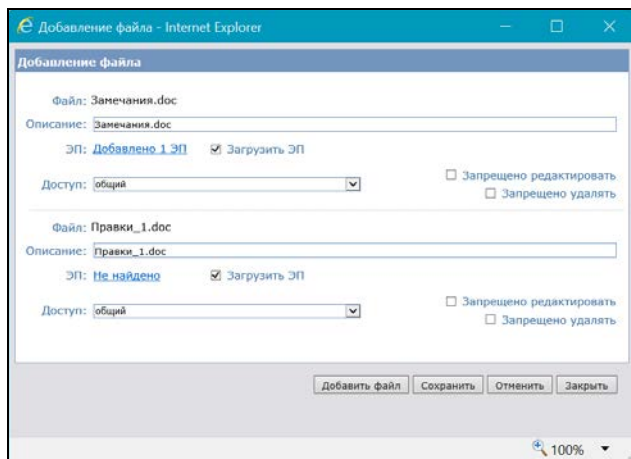 Добавление файла - Internet Explorer
Добавление файла
Файл: Замечания.doc
Описание: Замечания.doc
ЭП: Добавлено 1 ЭП Загрузить ЭП
Запрещено редактировать
Доступ: общий
Запрещено удалять
Файл: Правки_1.doc
Описание: Правки_1.doc
ЭП: Не найдено Загрузить ЭП
Запрещено редактировать
Доступ: общий
Запрещено удалять
Добавить файл Сохранить Отменить Закрыть
100%